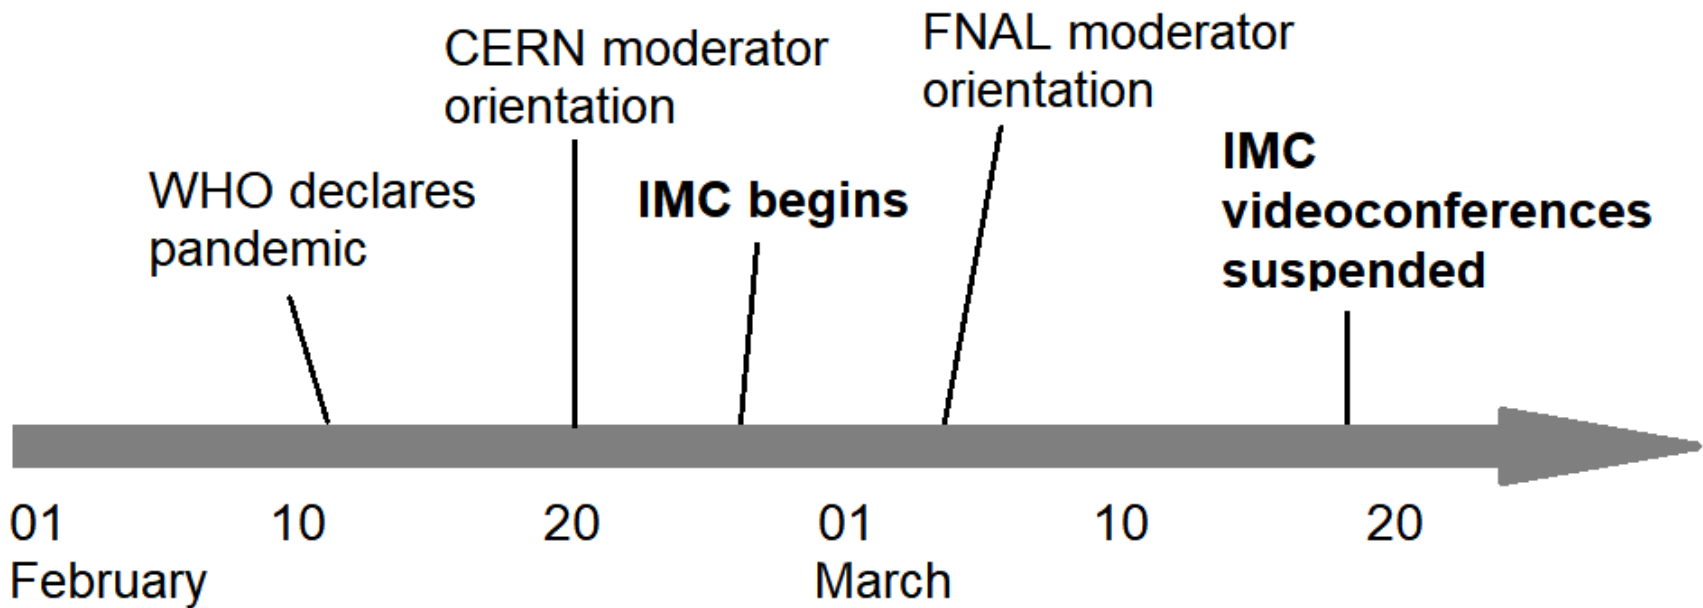 WHO declares
pandemic
CERN moderator
orientation
IMC begins
FNAL moderator
orientation
IMC
videoconferences
suspended
01 10 20 01 10 20
February March